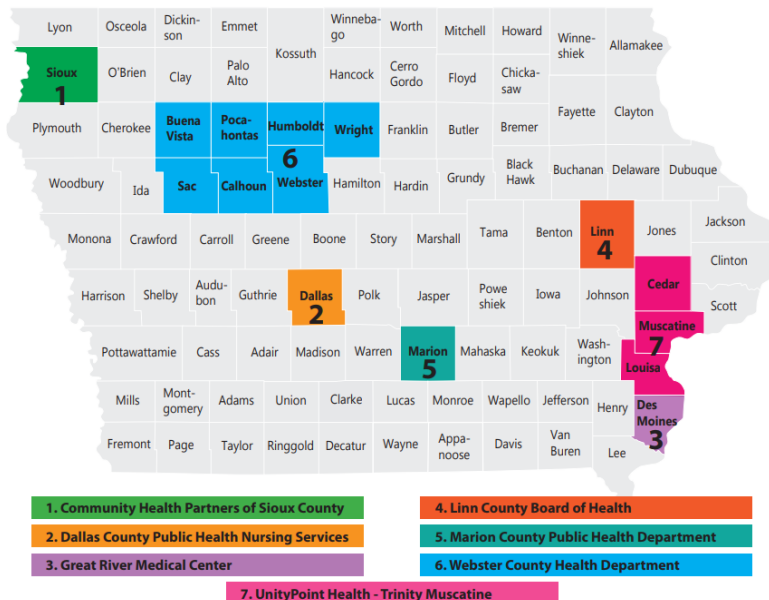 Lyon
Osceola
Dickin-
son
Emmet
Kossuth
Winneba-
go
Worth
Mitchell
Howard
Winne-
shiek
Allamakee
Sioux
1
O'Brien
Clay
Palo
Alto
Hancock
Cerro
Gordo
Floyd
Chicka-
saw
Fayette
Clayton
Plymouth
Cherokee
Buena
Vista
Poca-
hontas
Humboldt
Wright
Franklin
Butler
Bremer
6
Woodbury
Ida
Sac
Calhoun
Webster
Hamilton
Hardin
Grundy
Black
Hawk
Buchanan
Delaware
Dubuque
Monona
Crawford
Carroll
Greene
Boone
Story
Marshall
Tama
Benton
Linn
4
Jones
Jackson
Clinton
Harrison
Shelby
Audu-
bon
Guthrie
Dallas
2
Polk
Jasper
Powe
shiek
Iowa
Johnson
Cedar
Scott
Muscatine
7
Pottawattamie
Cass
Adair
Madison
Warren
Marion
5
Mahaska
Keokuk
Wash-
ington
Louisa
Mills
Mont-
gomery
Adams
Union
Clarke
Lucas
Monroe
Wapello
Jefferson
Henry
Des
Moines
3
Fremont
Page
Taylor
Ringgold
Decatur
Wayne
Appa-
noose
Davis
Van
Buren
Lee
1. Community Health Partners of Sioux County
4. Linn County Board of Health
2. Dallas County Public Health Nursing Services
5. Marion County Public Health Department
3. Great River Medical Center
6. Webster County Health Department
7. UnityPoint Health - Trinity Muscatine